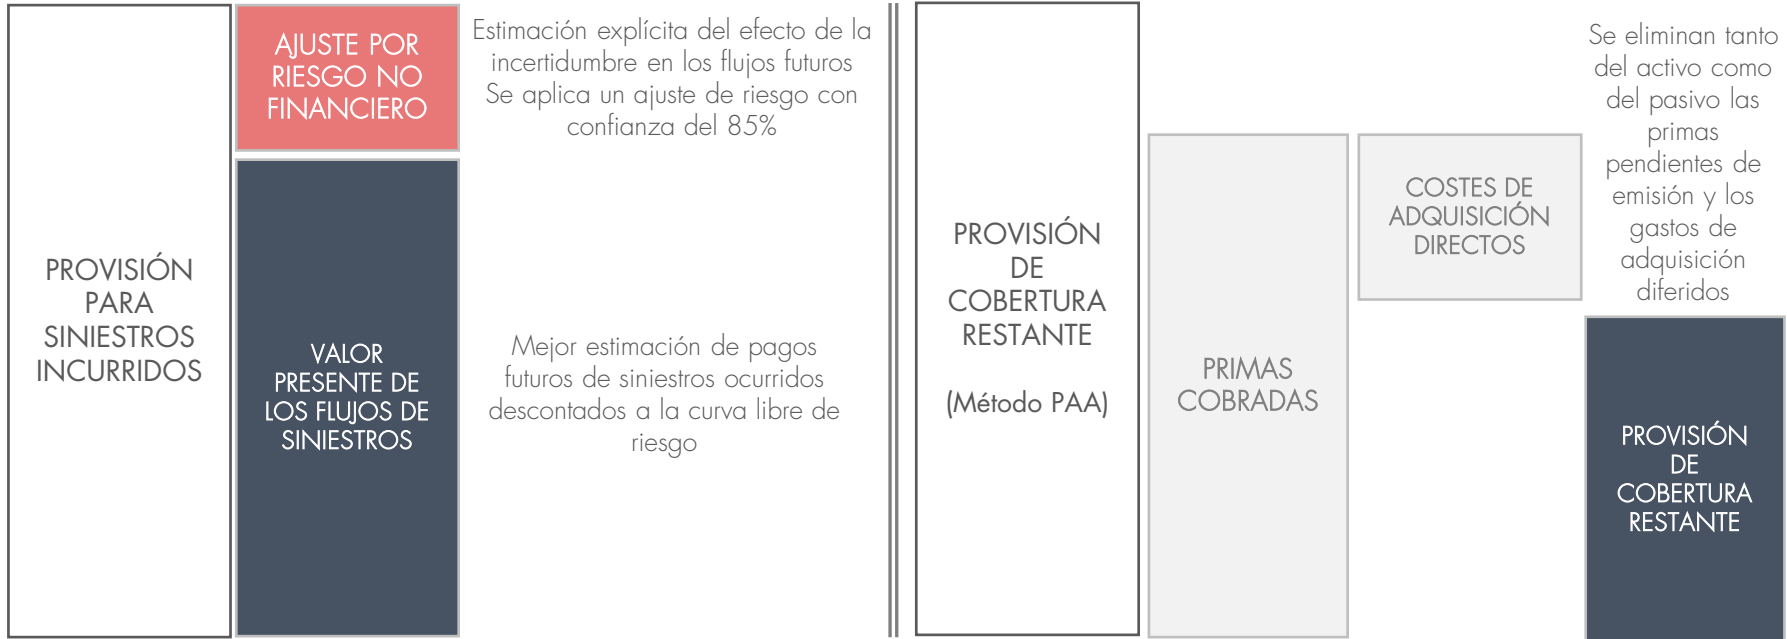 PROVISIÓN
PARA
SINIESTROS
INCURRIDOS
AJUSTE POR
RIESGO NO
FINANCIERO
Estimación explícita del efecto de la
incertidumbre en los flujos futuros
Se aplica un ajuste de riesgo con
confianza del 85%
VALOR
PRESENTE DE
LOS FLUJOS DE
SINIESTROS
Mejor estimación de pagos
futuros de siniestros ocurridos
descontados a la curva libre de
riesgo
PROVISIÓN
DE
COBERTURA
RESTANTE
(Método PAA)
PRIMAS
COBRADAS
COSTES DE
ADQUISICIÓN
DIRECTOS
Se eliminan tanto
del activo como
del pasivo las
primas
pendientes de
emisión y los
gastos de
adquisición
diferidos
PROVISIÓN
DE
COBERTURA
RESTANTE